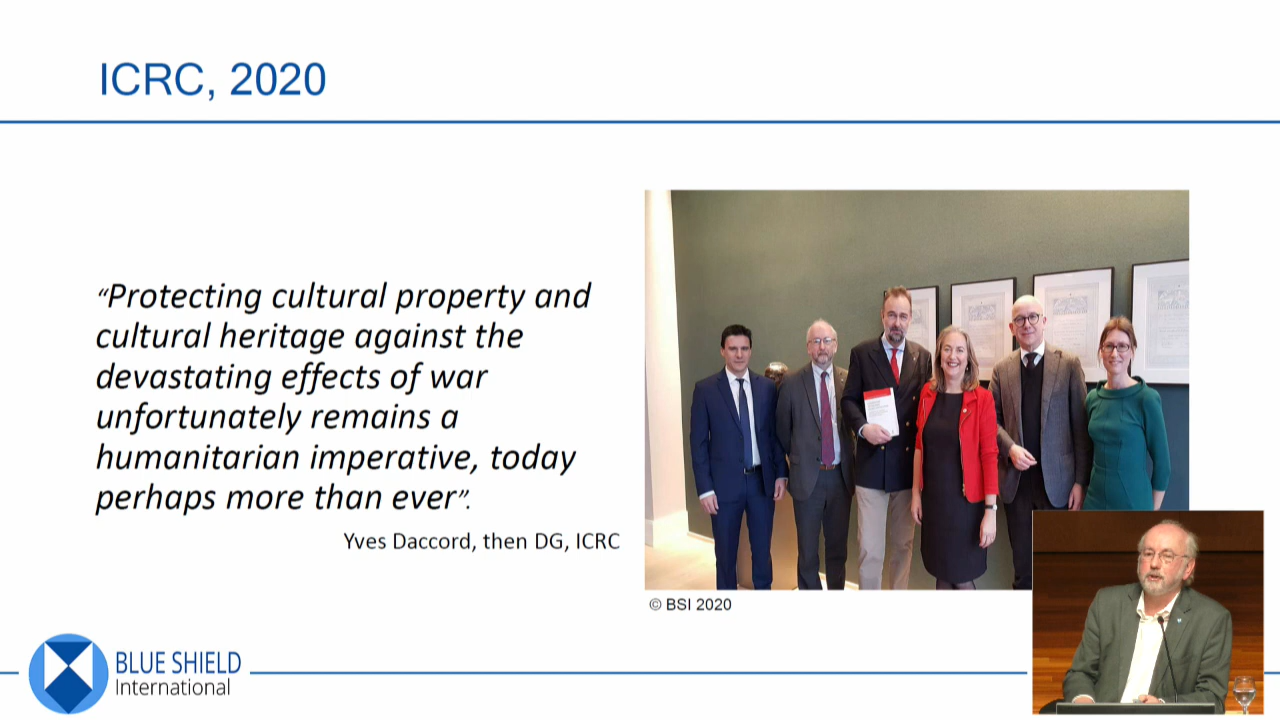 ICRC, 2020
“Protecting cultural property and
cultural heritage against the
devastating effects of war
unfortunately remains a
humanitarian imperative, today
perhaps more than ever”.
Yves Daccord, then DG, ICRC
© BSI 2020
BLUE SHIELD
International